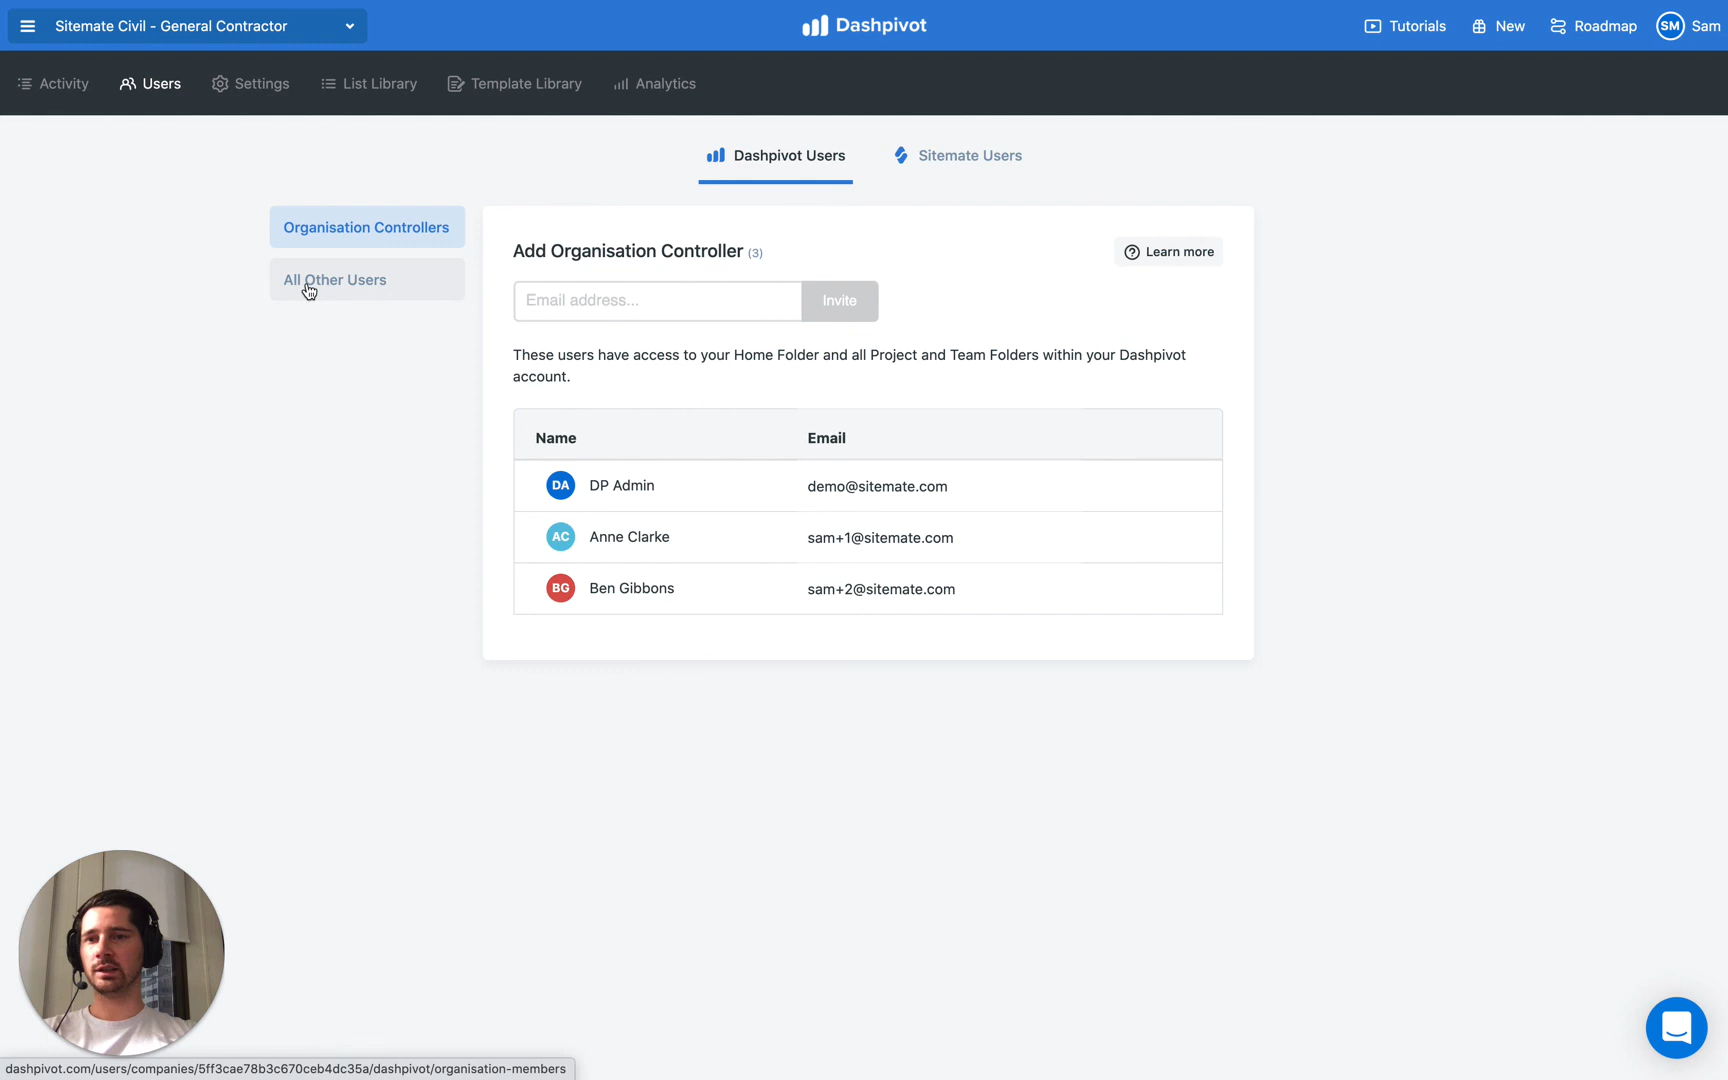 Sitemate Civil - General Contractor
Dashpivot
Tutorials
New
Roadmap
SM
Sam
Activity
Users
Settings
List Library
Template Library
Analytics
Dashpivot Users
Sitemate Users
Organisation Controllers
All Other Users
Add Organisation Controller (3)
Learn more
Email address...
Invite
These users have access to your Home Folder and all Project and Team Folders within your Dashpivot
account.
Name
Email
DA DP Admin demo@sitemate.com
AC Anne Clarke sam+1@sitemate.com
BG Ben Gibbons sam+2@sitemate.com
dashpivot.com/users/companies/5ff3cae78b3c670ceb4dc35a/dashpivot/organisation-members